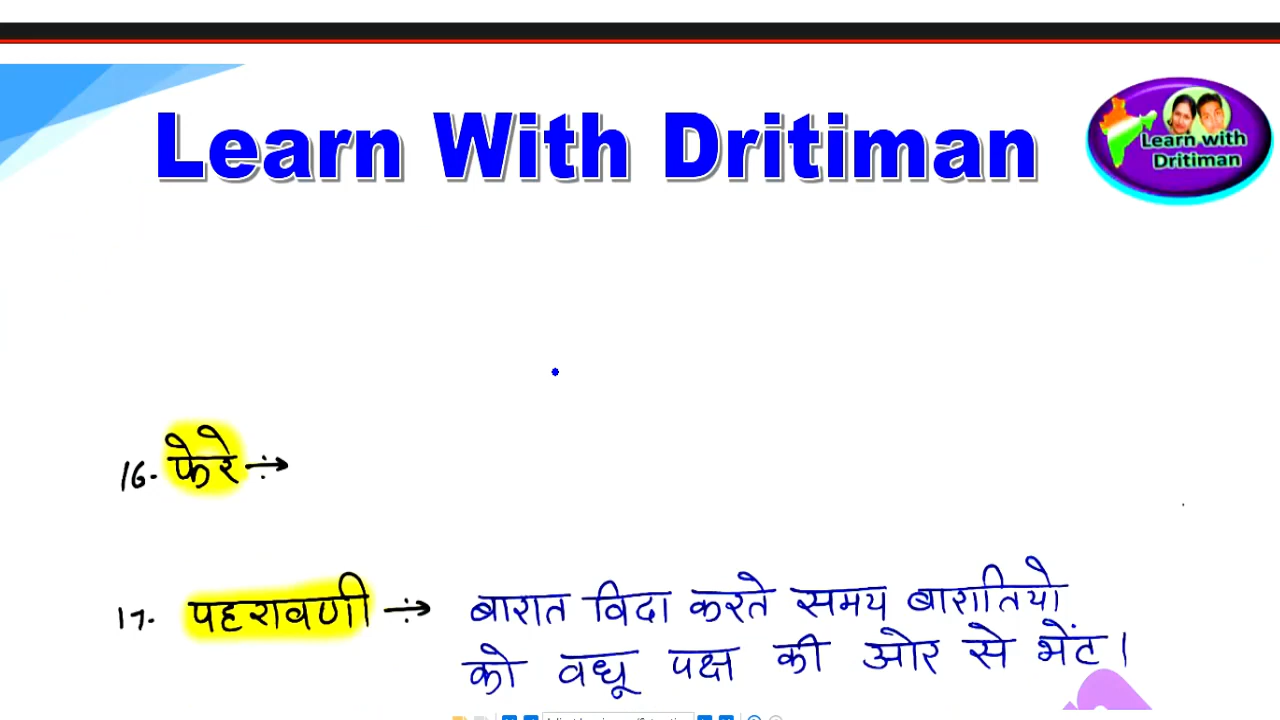 Learn With Dritiman
Learn with
Dritiman
16. फेरे ÷→
17. पहरावणी ÷→ बारात विदा करते समय बारातियो
को वधू पक्ष की ओर से भेंट।